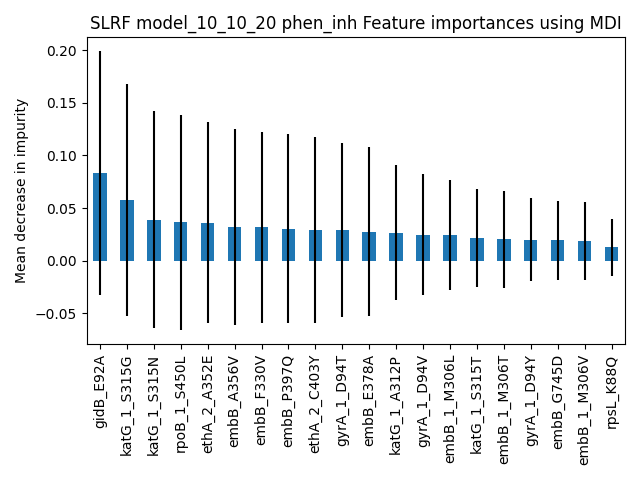 SLRF model_10_10_20 phen_inh Feature importances using MDI
Mean decrease in impurity
0.20
0.15
0.10
0.05
0.00
−0.05
gidB_E92A
katG_1_S315G
katG_1_S315N
rpoB_1_S450L
ethA_2_A352E
embB_A356V
embB_F330V
embB_P397Q
ethA_2_C403Y
gyrA_1_D94T
embB_E378A
katG_1_A312P
gyrA_1_D94V
embB_1_M306L
katG_1_S315T
embB_1_M306T
gyrA_1_D94Y
embB_G745D
embB_1_M306V
rpsL_K88Q